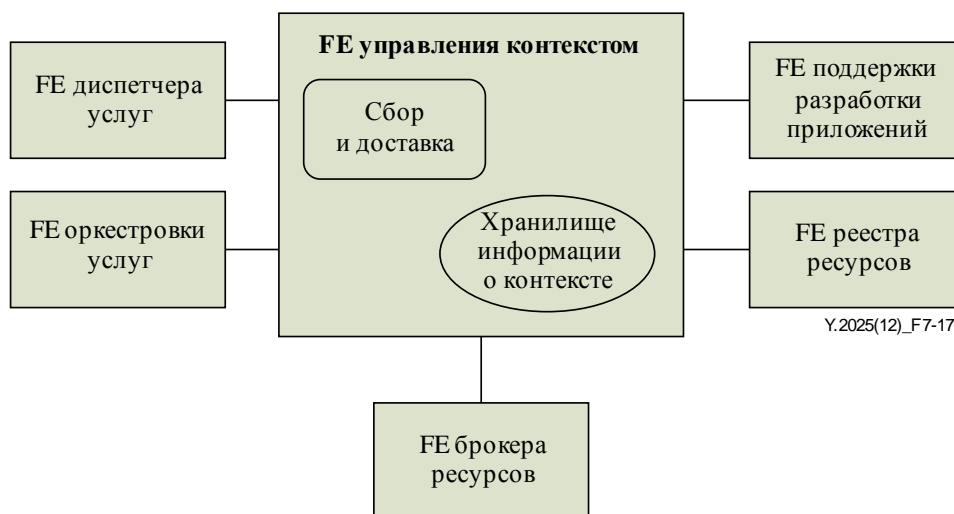 FE управления контекстом
FE диспетчера
услуг
Сбор
и доставка
FE поддержки
разработки
приложений
FE оркестровки
услуг
Хранилище
информации
о контексте
FE реестра
ресурсов
Y.2025(12)_F7-17
FE брокера
ресурсов